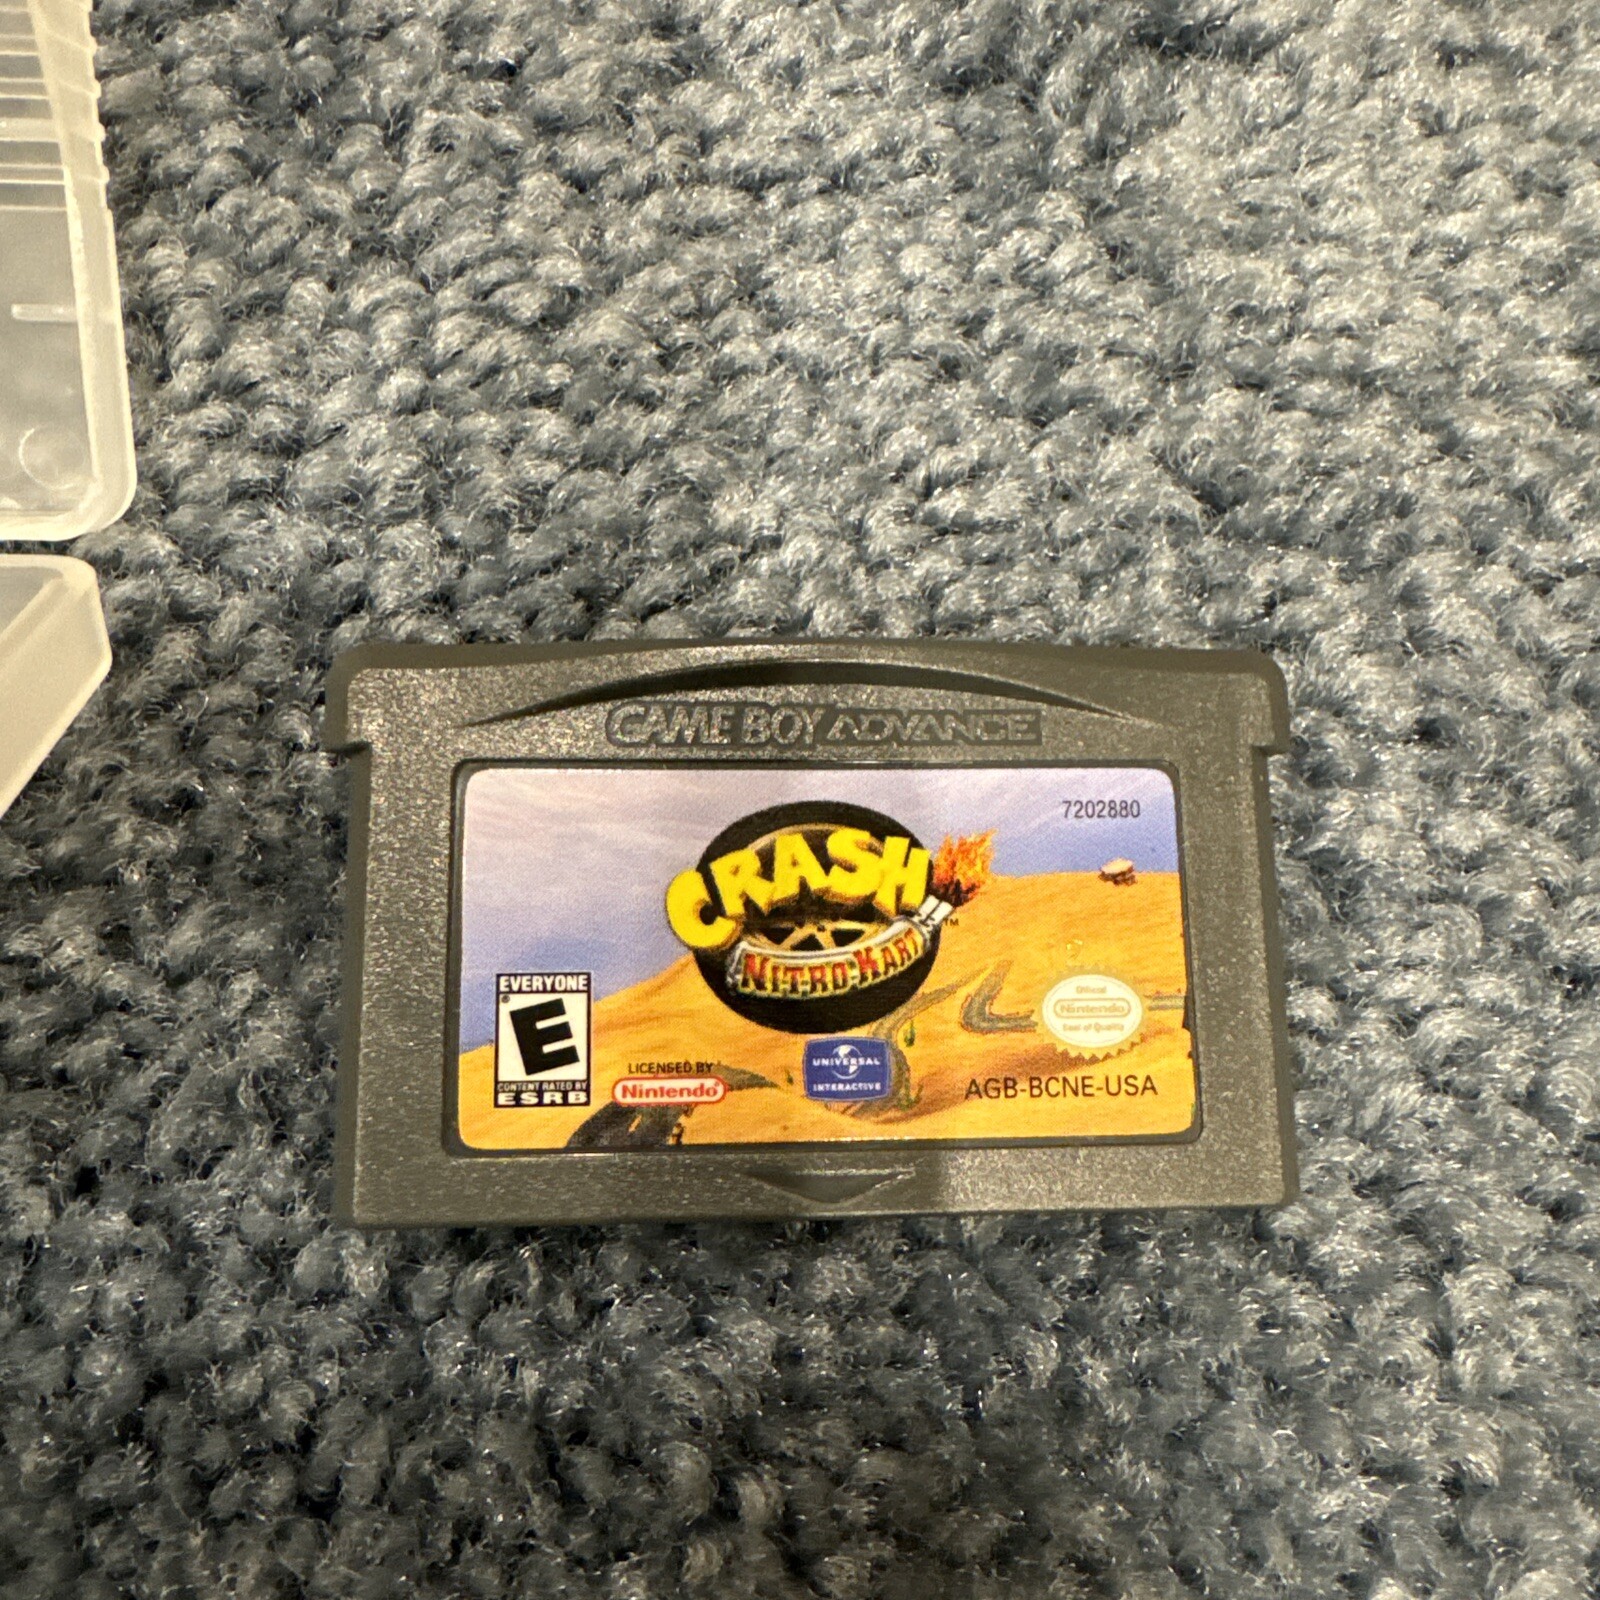 GAME BOY ADVANCE
7202880
CRASH
NITRO-KART
TM
EVERYONE
E
CONTENT RATED BY
ESRB
LICENSED BY
Nintendo
UNIVERSAL
INTERACTIVE
Official
Nintendo
Seal of Quality
AGB-BCNE-USA